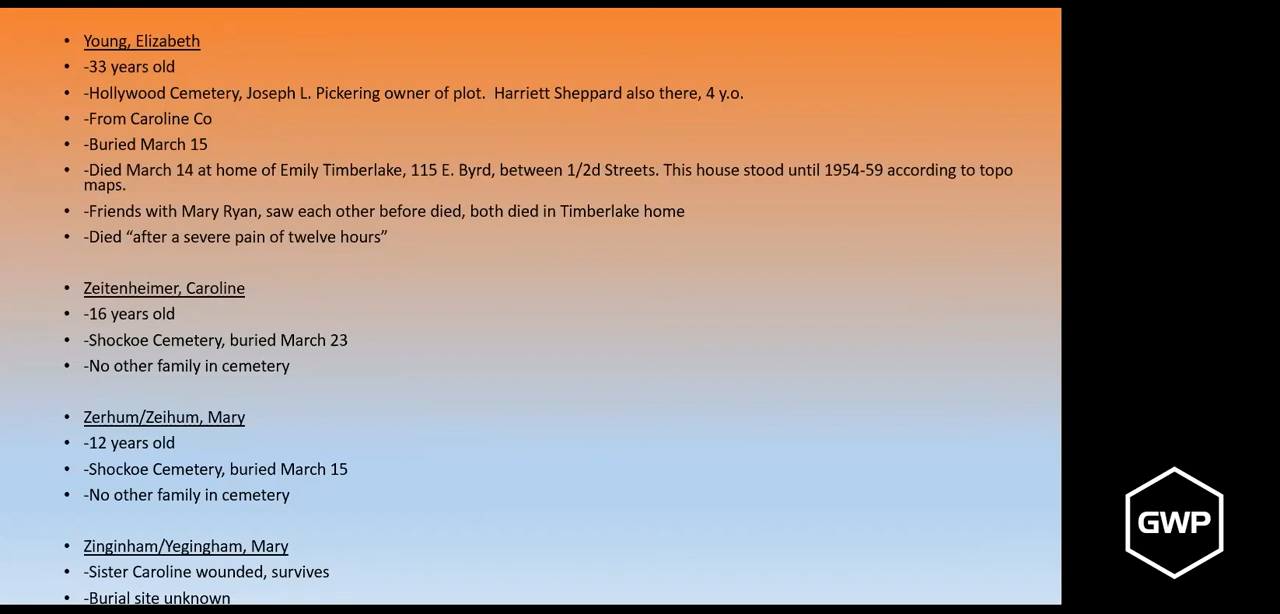 • Young, Elizabeth
• -33 years old
• -Hollywood Cemetery, Joseph L. Pickering owner of plot.  Harriett Sheppard also there, 4 y.o.
• -From Caroline Co
• -Buried March 15
• -Died March 14 at home of Emily Timberlake, 115 E. Byrd, between 1/2d Streets. This house stood until 1954-59 according to topo
maps.
• -Friends with Mary Ryan, saw each other before died, both died in Timberlake home
• -Died “after a severe pain of twelve hours”
• Zeitenheimer, Caroline
• -16 years old
• -Shockoe Cemetery, buried March 23
• -No other family in cemetery
• Zerhum/Zeihum, Mary
• -12 years old
• -Shockoe Cemetery, buried March 15
• -No other family in cemetery
• Zinginham/Yegingham, Mary
• -Sister Caroline wounded, survives
• -Burial site unknown
GWP